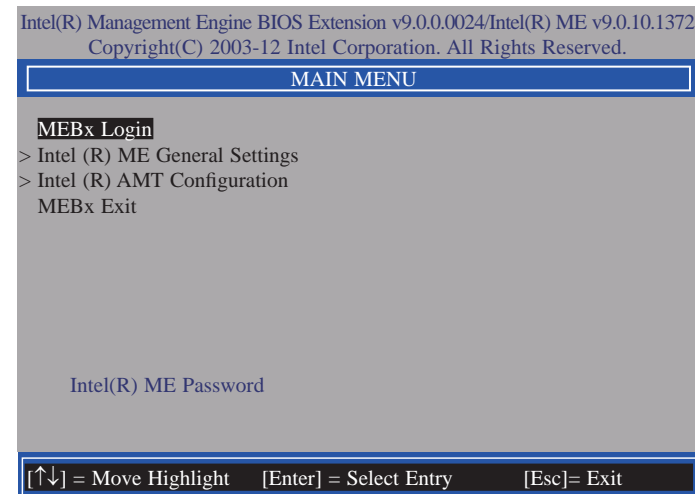 Intel(R) Management Engine BIOS Extension v9.0.0.0024/Intel(R) ME v9.0.10.1372
Copyright(C) 2003-12 Intel Corporation. All Rights Reserved.
MAIN MENU
MEBx Login
> Intel (R) ME General Settings
> Intel (R) AMT Configuration
MEBx Exit
Intel(R) ME Password
[↑↓] = Move Highlight [Enter] = Select Entry [Esc]= Exit